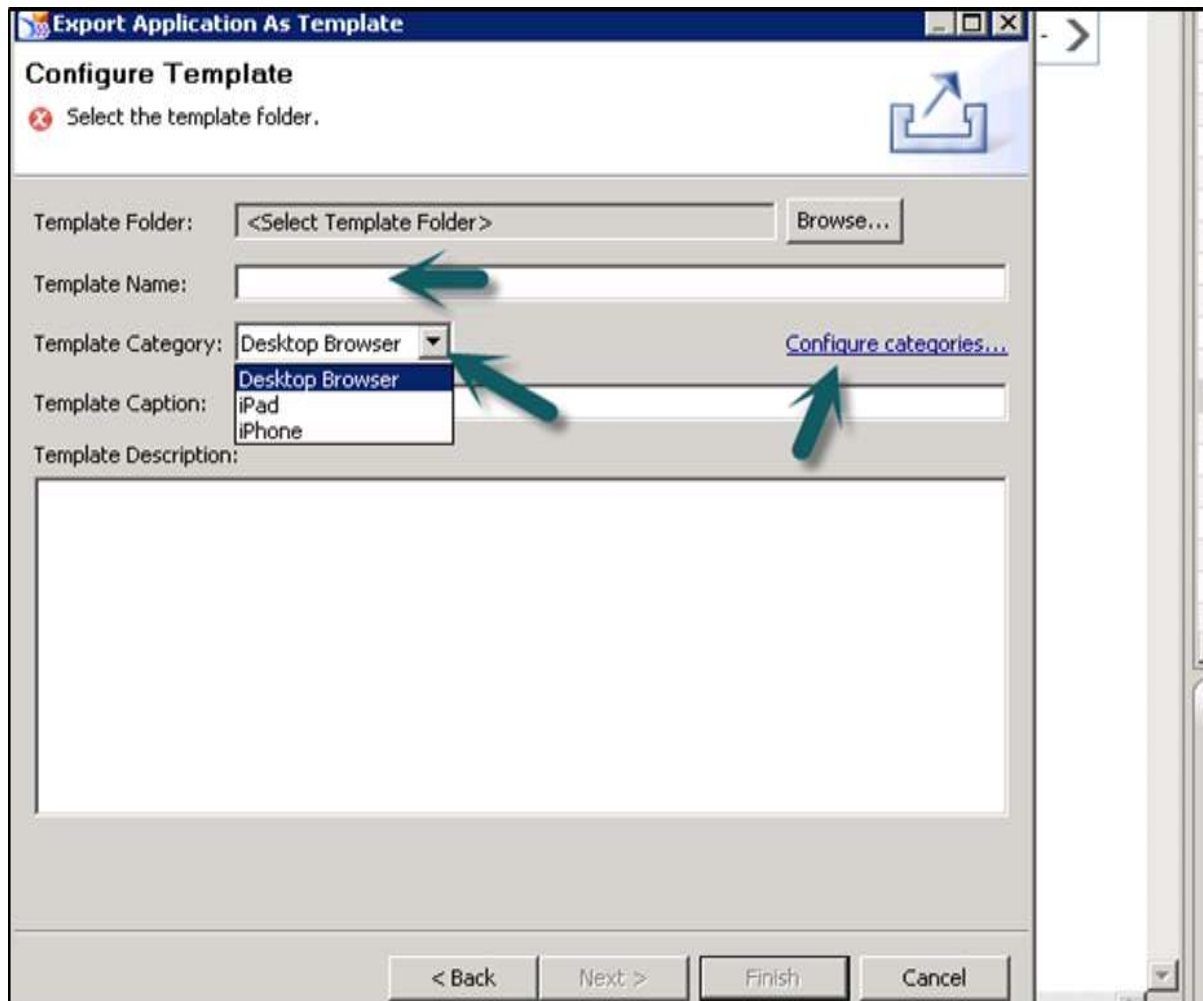 Export Application As Template
Configure Template
Select the template folder.
Template Folder: <Select Template Folder> Browse...
Template Name:
Template Category: Desktop Browser Configure categories...
Desktop Browser
Template Caption: iPad
iPhone
Template Description:
< Back Next > Finish Cancel